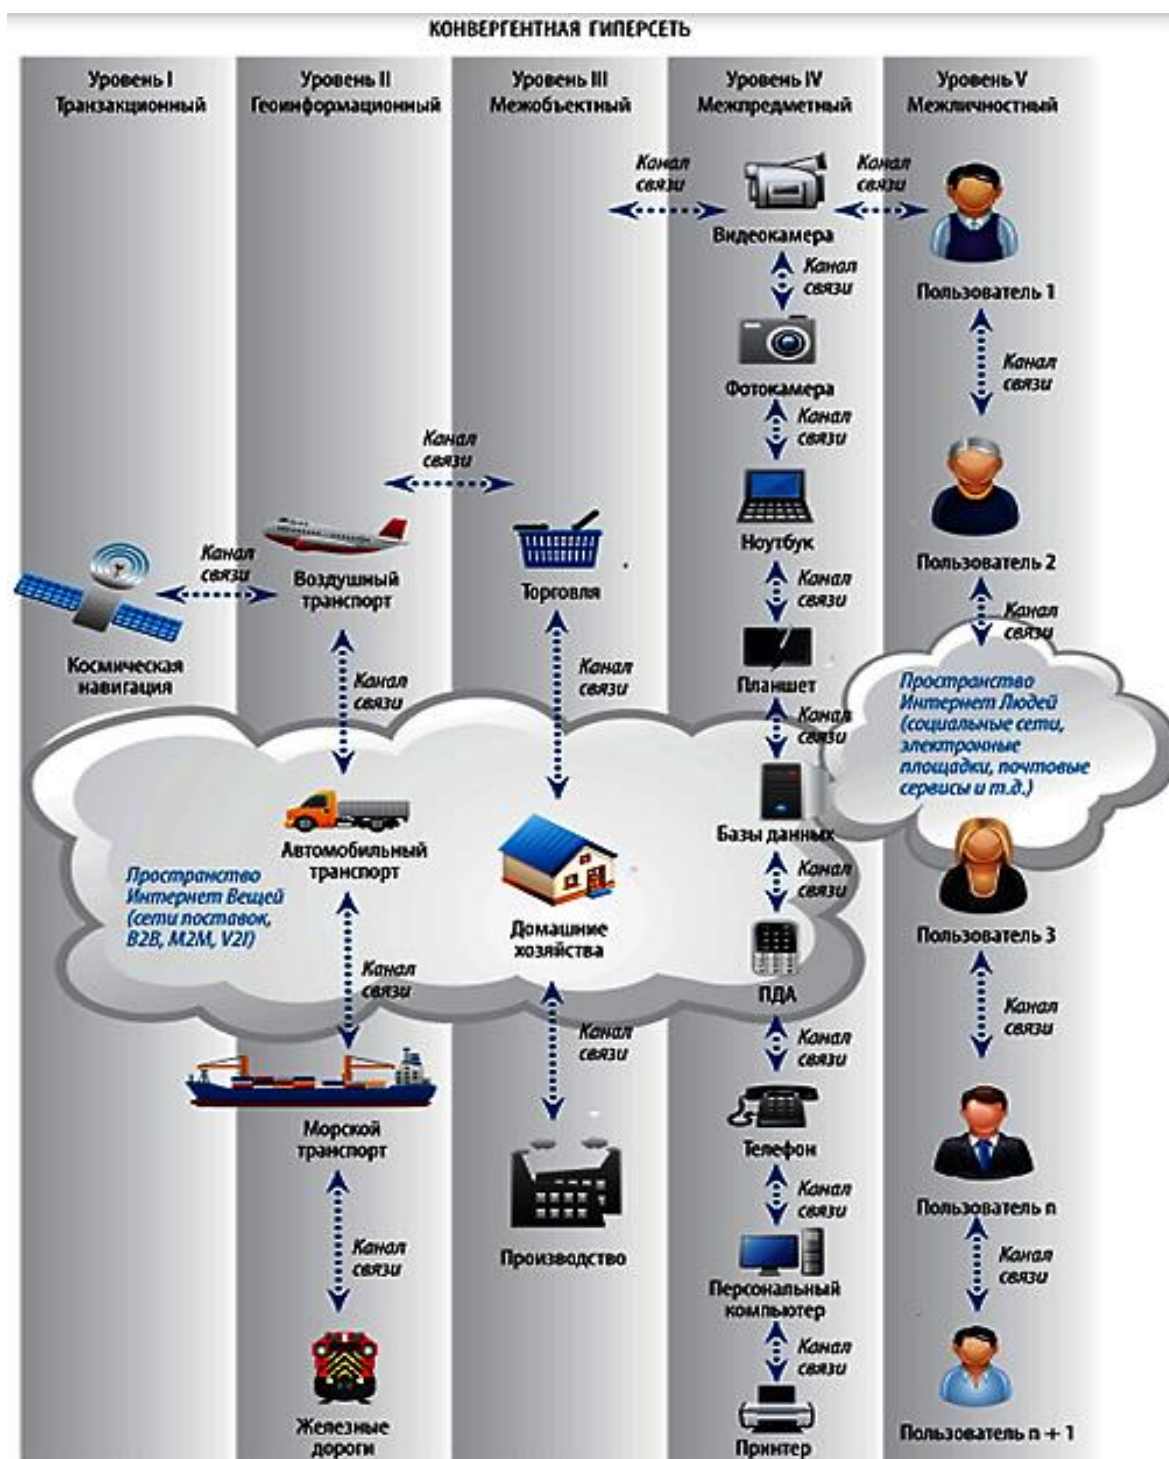 КОНВЕРГЕНТНАЯ ГИПЕРСЕТЬ
Уровень I
Транзакционный
Уровень II
Геоинформационный
Уровень III
Межобъектный
Уровень IV
Межпредметный
Уровень V
Межличностный
Космическая
навигация
Канал
связи
Воздушный
транспорт
Канал
связи
Автомобильный
транспорт
Канал
связи
Морской
транспорт
Канал
связи
Железные
дороги
Пространство
Интернет Вещей
(сети поставок,
B2B, M2M, V2I)
Канал
связи
Торговля
Канал
связи
Домашние
хозяйства
Канал
связи
Производство
Канал
связи
Видеокамера
Канал
связи
Фотокамера
Канал
связи
Ноутбук
Канал
связи
Планшет
Канал
связи
Базы данных
Канал
связи
ПДА
Канал
связи
Телефон
Канал
связи
Персональный
компьютер
Канал
связи
Принтер
Канал
связи
Пользователь 1
Канал
связи
Пользователь 2
Канал
связи
Пространство
Интернет Людей
(социальные сети,
электронные
площадки, почтовые
сервисы и т.д.)
Пользователь 3
Канал
связи
Пользователь n
Канал
связи
Пользователь n + 1